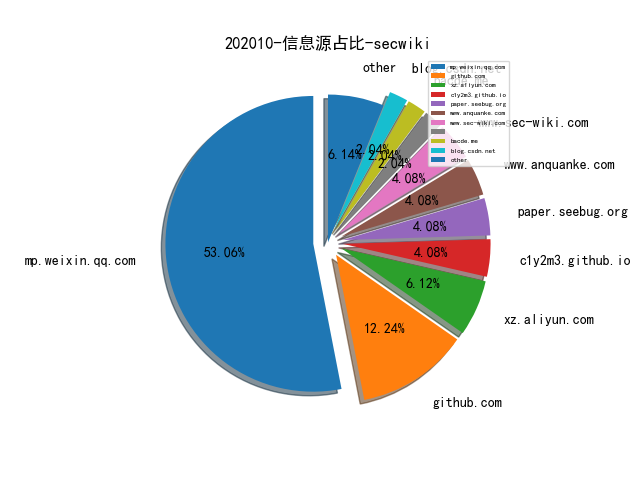 202010-信息源占比-secwiki
other
mp.weixin.qq.com
github.com
xz.aliyun.com
c1y2m3.github.io
paper.seebug.org
www.anquanke.com
www.sec-wiki.com
bacde.me
blog.csdn.net
other
6.14%
2.04%
2.04%
2.04%
4.08%
4.08%
4.08%
4.08%
6.12%
12.24%
53.06%
www.anquanke.com
paper.seebug.org
c1y2m3.github.io
xz.aliyun.com
github.com
mp.weixin.qq.com